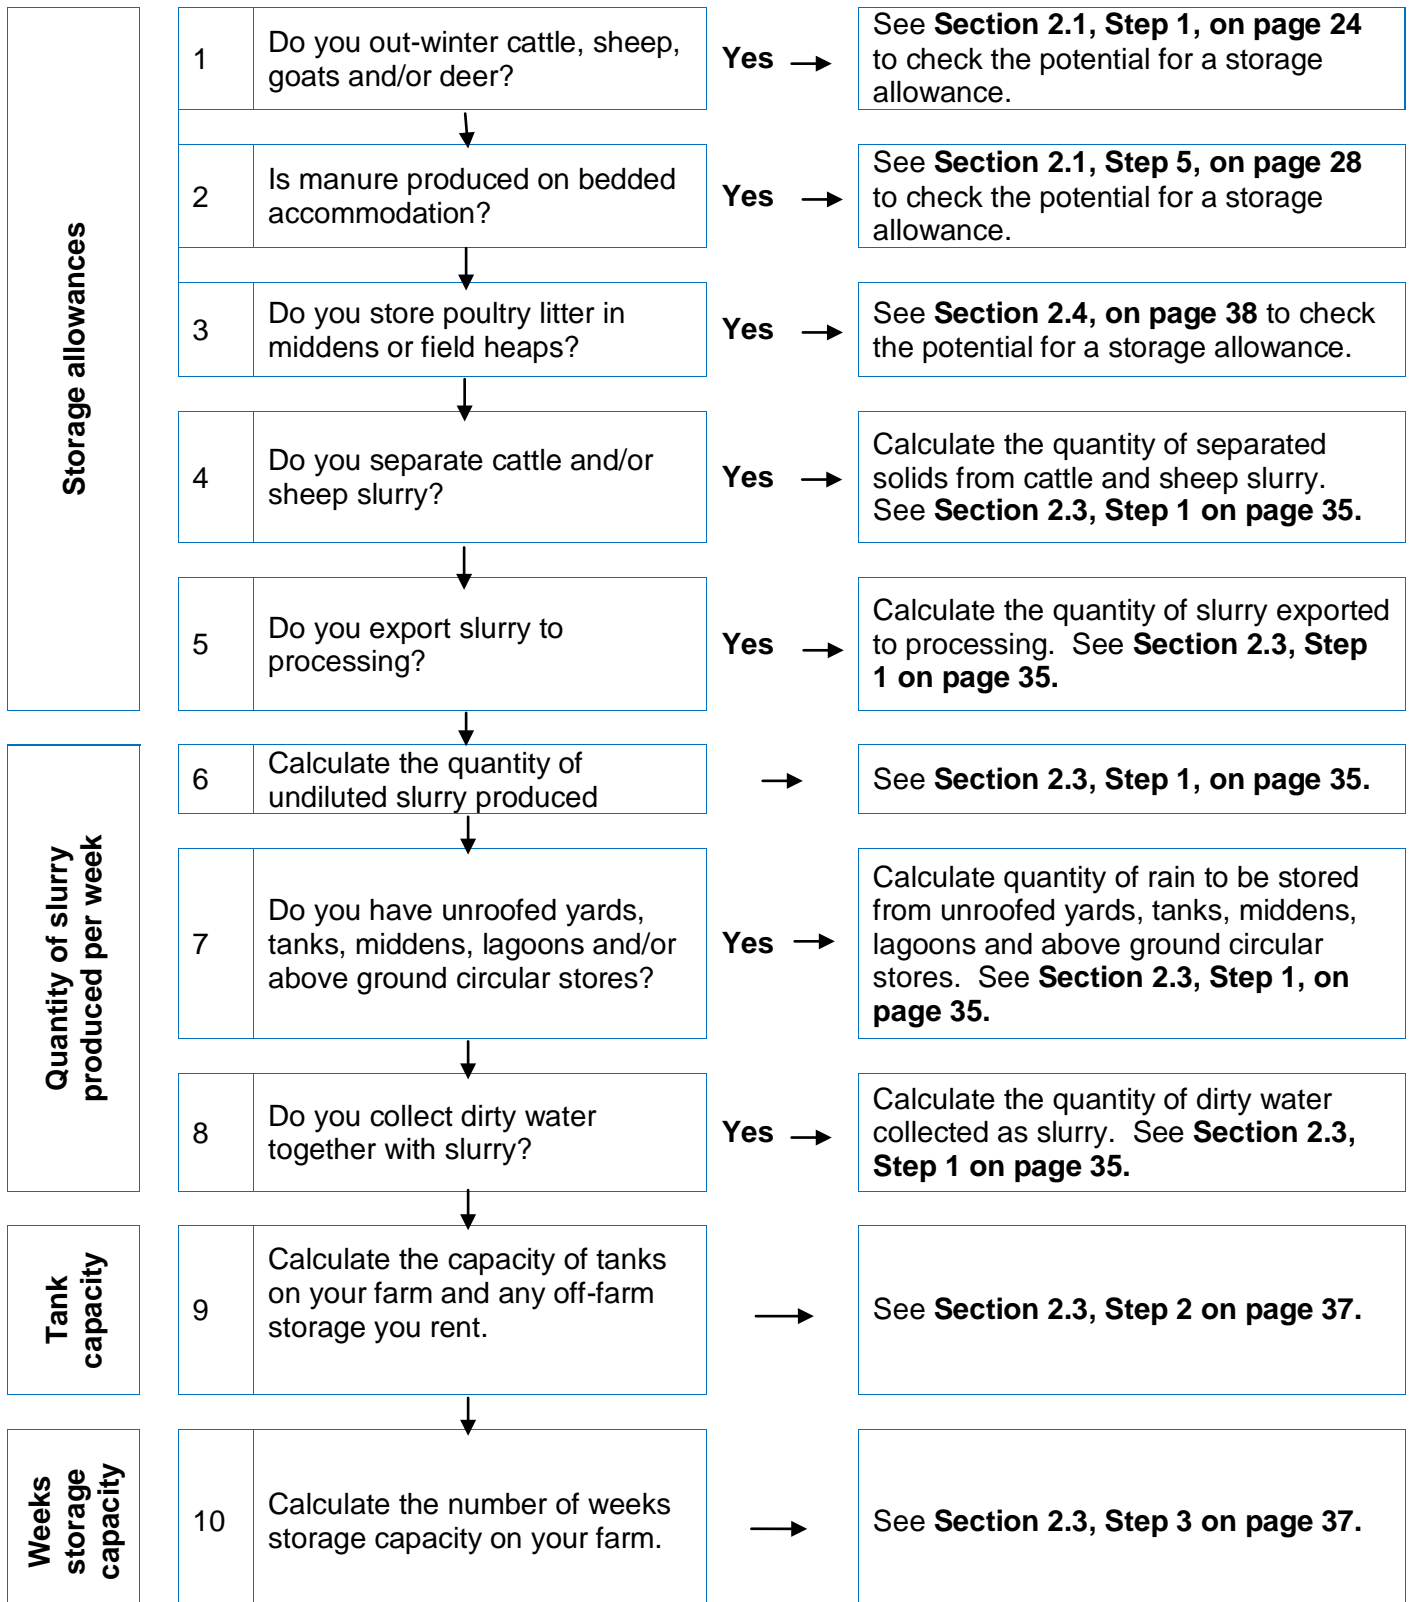 Storage allowances
1
Do you out-winter cattle, sheep,
goats and/or deer?
Yes
See Section 2.1, Step 1, on page 24
to check the potential for a storage
allowance.
2
Is manure produced on bedded
accommodation?
Yes
See Section 2.1, Step 5, on page 28
to check the potential for a storage
allowance.
3
Do you store poultry litter in
middens or field heaps?
Yes
See Section 2.4, on page 38 to check
the potential for a storage allowance.
4
Do you separate cattle and/or
sheep slurry?
Yes
Calculate the quantity of separated
solids from cattle and sheep slurry.
See Section 2.3, Step 1 on page 35.
5
Do you export slurry to
processing?
Yes
Calculate the quantity of slurry exported
to processing.  See Section 2.3, Step
1 on page 35.
Quantity of slurry
produced per week
6
Calculate the quantity of
undiluted slurry produced
See Section 2.3, Step 1, on page 35.
7
Do you have unroofed yards,
tanks, middens, lagoons and/or
above ground circular stores?
Yes
Calculate quantity of rain to be stored
from unroofed yards, tanks, middens,
lagoons and above ground circular
stores.  See Section 2.3, Step 1, on
page 35.
8
Do you collect dirty water
together with slurry?
Yes
Calculate the quantity of dirty water
collected as slurry.  See Section 2.3,
Step 1 on page 35.
Tank
capacity
9
Calculate the capacity of tanks
on your farm and any off-farm
storage you rent.
See Section 2.3, Step 2 on page 37.
Weeks
storage
capacity
10
Calculate the number of weeks
storage capacity on your farm.
See Section 2.3, Step 3 on page 37.